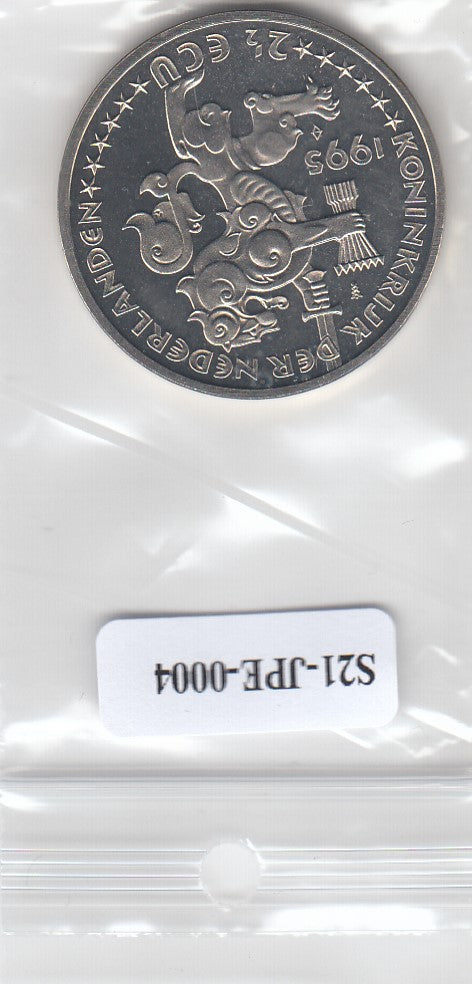 KONINKRIJK DER NEDERLANDEN
2½ ECU
1995
S21-JPE-0004